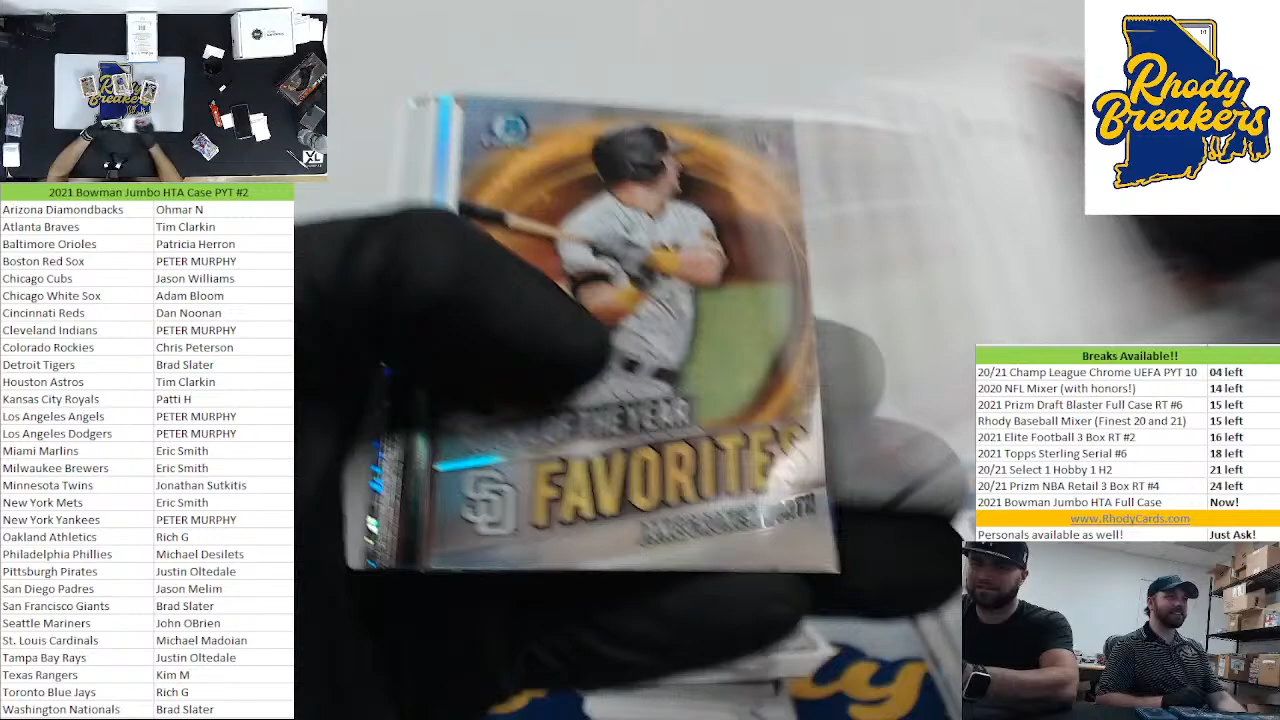 2021 Bowman Jumbo HTA Case PYT #2
Arizona Diamondbacks Ohmar N
Atlanta Braves Tim Clarkin
Baltimore Orioles Patricia Herron
Boston Red Sox PETER MURPHY
Chicago Cubs Jason Williams
Chicago White Sox Adam Bloom
Cincinnati Reds Dan Noonan
Cleveland Indians PETER MURPHY
Colorado Rockies Chris Peterson
Detroit Tigers Brad Slater
Houston Astros Tim Clarkin
Kansas City Royals Patti H
Los Angeles Angels PETER MURPHY
Los Angeles Dodgers PETER MURPHY
Miami Marlins Eric Smith
Milwaukee Brewers Eric Smith
Minnesota Twins Jonathan Sutkitis
New York Mets Eric Smith
New York Yankees PETER MURPHY
Oakland Athletics Rich G
Philadelphia Phillies Michael Desilets
Pittsburgh Pirates Justin Oltedale
San Diego Padres Jason Melim
San Francisco Giants Brad Slater
Seattle Mariners John OBrien
St. Louis Cardinals Michael Madoian
Tampa Bay Rays Justin Oltedale
Texas Rangers Kim M
Toronto Blue Jays Rich G
Washington Nationals Brad Slater
OF THE YEAR
SD FAVORITES
Rhody
Breakers
Breaks Available!!
20/21 Champ League Chrome UEFA PYT 10 04 left
2020 NFL Mixer (with honors!) 14 left
2021 Prizm Draft Blaster Full Case RT #6 15 left
Rhody Baseball Mixer (Finest 20 and 21) 15 left
2021 Elite Football 3 Box RT #2 16 left
2021 Topps Sterling Serial #6 18 left
20/21 Select 1 Hobby 1 H2 21 left
20/21 Prizm NBA Retail 3 Box RT #4 24 left
2021 Bowman Jumbo HTA Full Case Now!
www.RhodyCards.com
Personals available as well! Just Ask!